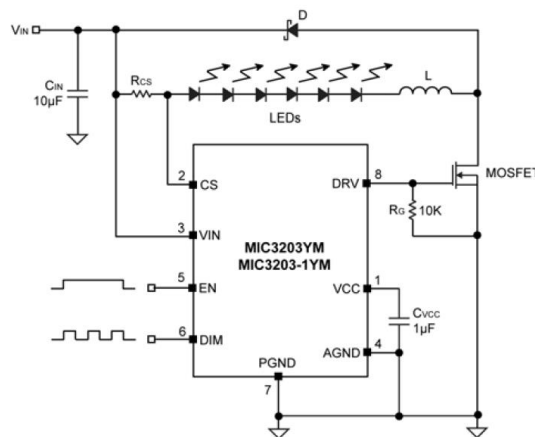 D
VIN
RCS
L
CIN
10µF
LEDs
MOSFET
2
CS
DRV
8
RG
10K
3
VIN
MIC3203YM
MIC3203-1YM
5
EN
VCC
1
CVCC
1µF
6
DIM
AGND
4
PGND
7